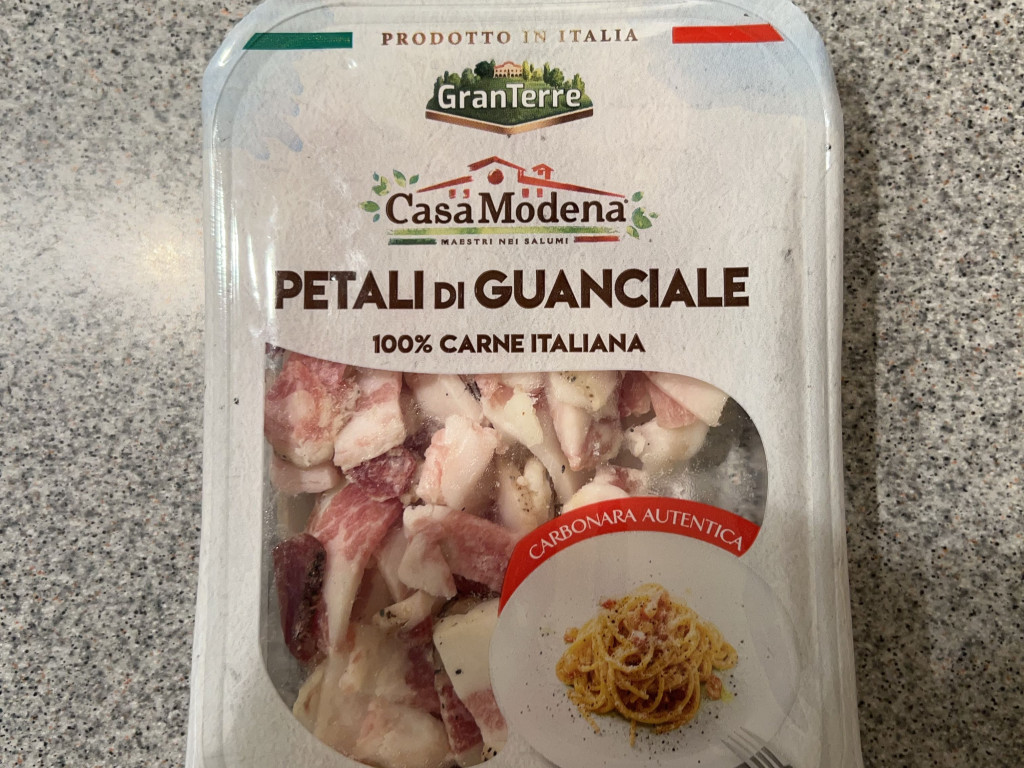 PRODOTTO IN ITALIA
GranTerre
CasaModena
MAESTRI NEI SALUMI
PETALI DI GUANCIALE
100% CARNE ITALIANA
CARBONARA AUTENTICA